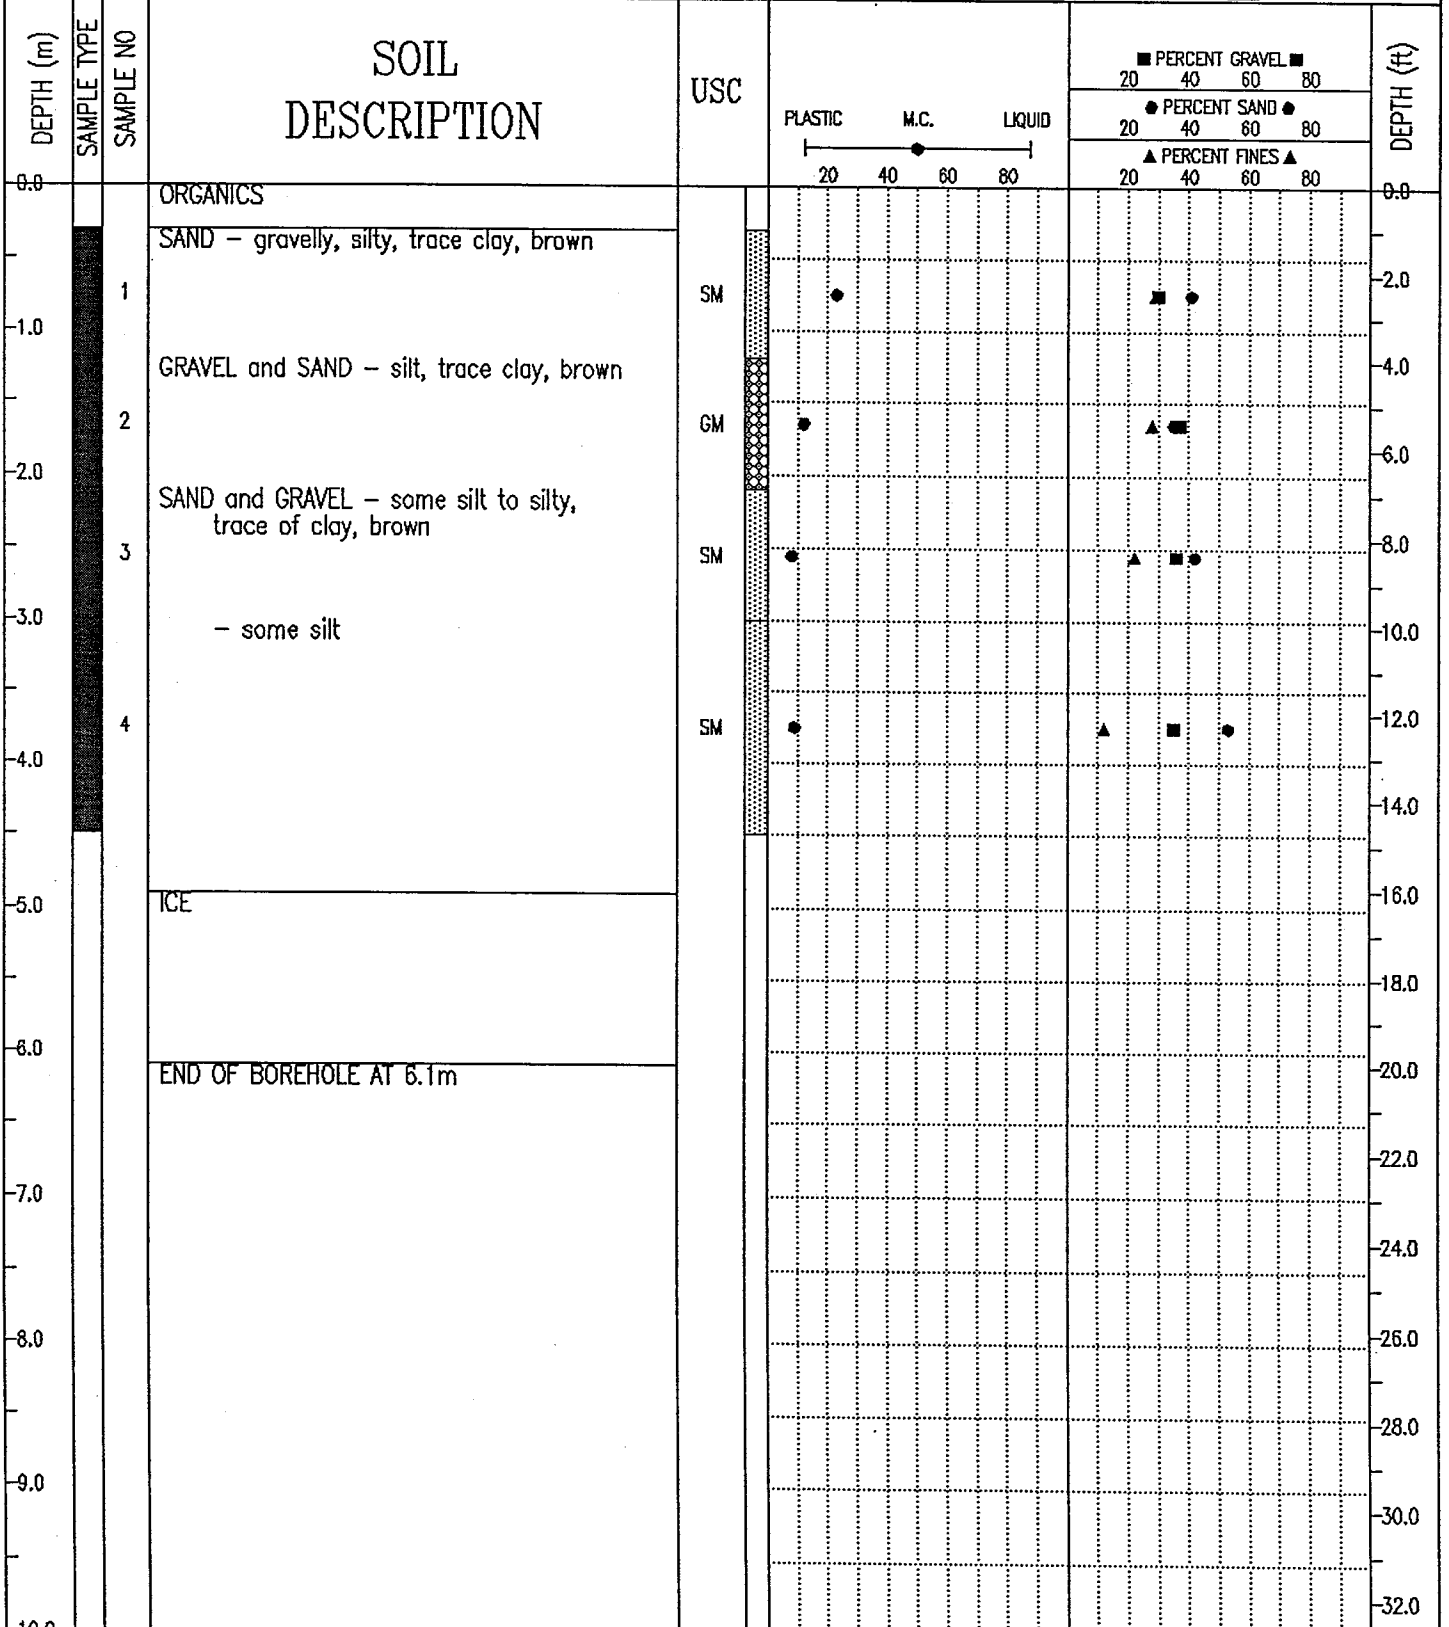 DEPTH (m)
SAMPLE TYPE
SAMPLE NO
SOIL
DESCRIPTION
USC
PLASTIC M.C. LIQUID
20 40 60 80
■ PERCENT GRAVEL ■
20 40 60 80
● PERCENT SAND ●
20 40 60 80
▲ PERCENT FINES ▲
20 40 60 80
DEPTH (ft)
0.0 0.0
ORGANICS
SAND – gravelly, silty, trace clay, brown
2.0
1 SM
1.0
GRAVEL and SAND – silt, trace clay, brown
4.0
2 GM
6.0
2.0
SAND and GRAVEL – some silt to silty,
trace of clay, brown
8.0
3 SM
3.0
– some silt
10.0
12.0
4 SM
4.0
14.0
16.0
ICE
5.0
18.0
6.0
20.0
END OF BOREHOLE AT 6.1m
22.0
7.0
24.0
8.0
26.0
28.0
9.0
30.0
32.0